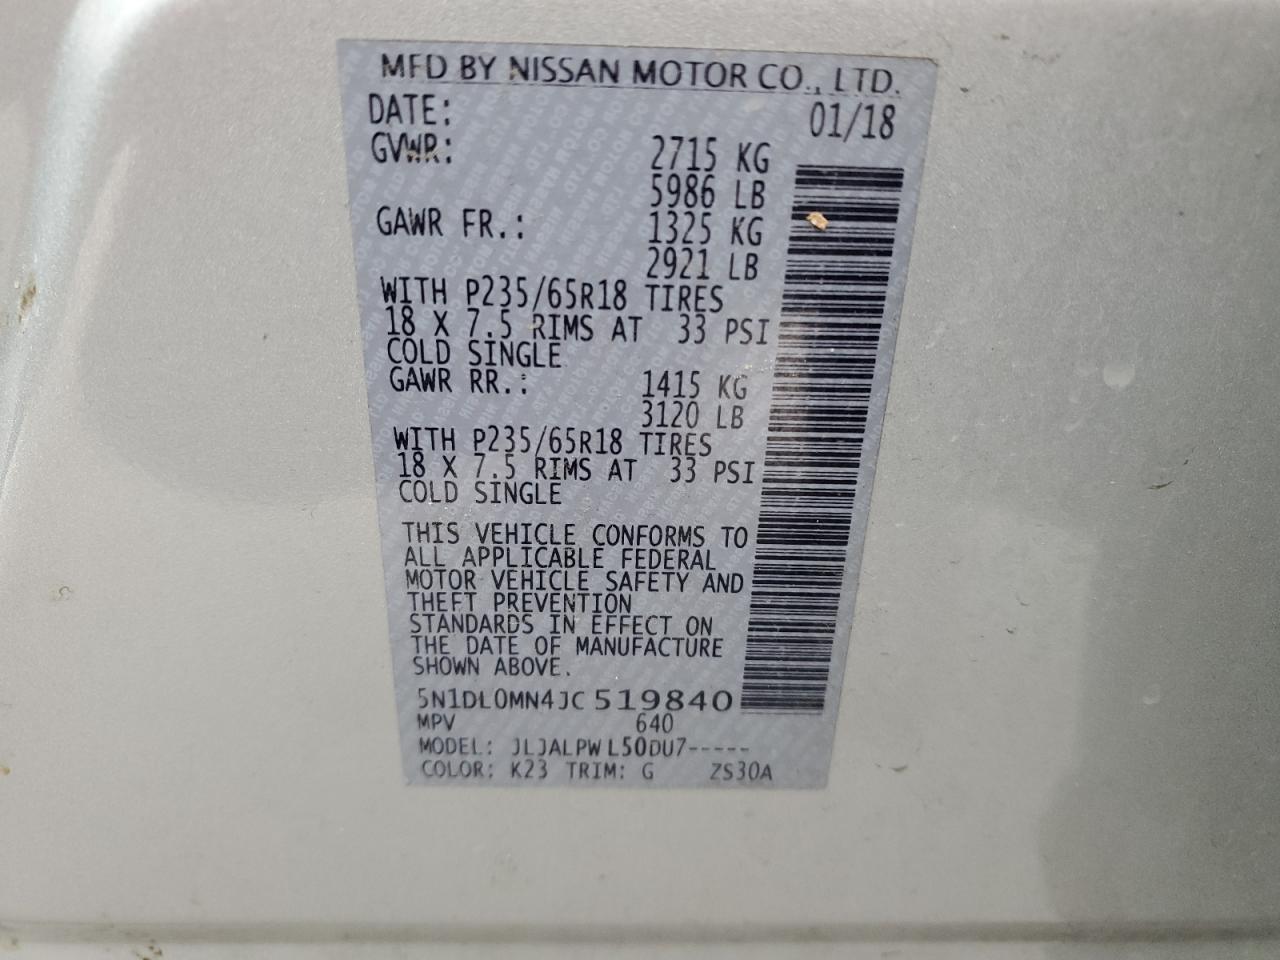 MFD BY NISSAN MOTOR CO., LTD.
DATE: 01/18
GVWR: 2715 KG
5986 LB
GAWR FR.: 1325 KG
2921 LB
WITH P235/65R18 TIRES
18 X 7.5 RIMS AT 33 PSI
COLD SINGLE
GAWR RR.: 1415 KG
3120 LB
WITH P235/65R18 TIRES
18 X 7.5 RIMS AT 33 PSI
COLD SINGLE
THIS VEHICLE CONFORMS TO
ALL APPLICABLE FEDERAL
MOTOR VEHICLE SAFETY AND
THEFT PREVENTION
STANDARDS IN EFFECT ON
THE DATE OF MANUFACTURE
SHOWN ABOVE.
5N1DL0MN4JC519840
MPV 640
MODEL: JLJALPWL50DU7-----
COLOR: K23 TRIM: G ZS30A